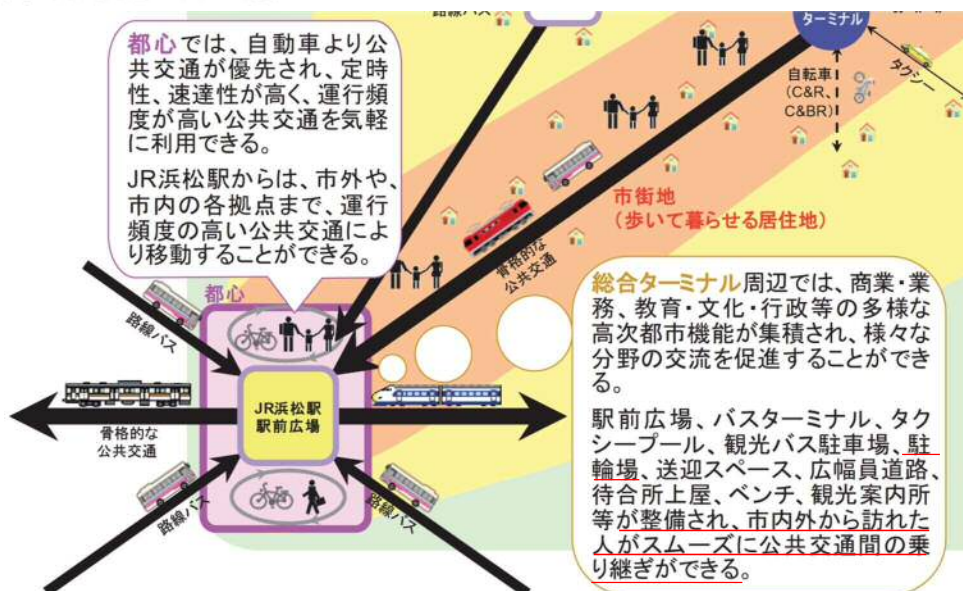 路線バス
ターミナル
都心では、自動車より公
共交通が優先され、定時
性、速達性が高く、運行頻
度が高い公共交通を気軽
に利用できる。
JR浜松駅からは、市外や、
市内の各拠点まで、運行
頻度の高い公共交通によ
り移動することができる。
自転車
(C&R、
C&BR)
タクシー
市街地
(歩いて暮らせる居住地)
骨格的な
公共交通
都心
路線バス
JR浜松駅
駅前広場
骨格的な
公共交通
路線バス
路線バス
総合ターミナル周辺では、商業・業
務、教育・文化・行政等の多様な
高次都市機能が集積され、様々な
分野の交流を促進することができ
る。
駅前広場、バスターミナル、タク
シープール、観光バス駐車場、駐
輪場、送迎スペース、広幅員道路、
待合所上屋、ベンチ、観光案内所
等が整備され、市内外から訪れた
人がスムーズに公共交通間の乗
り継ぎができる。